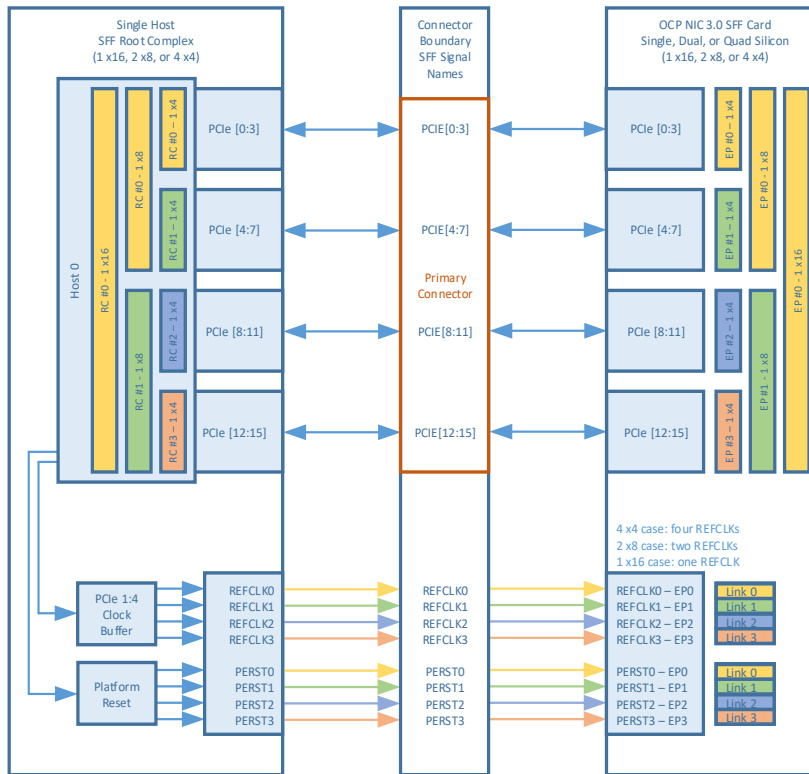 Single Host
SFF Root Complex
(1 x16, 2 x8, or 4 x4)
Connector
Boundary
SFF Signal
Names
OCP NIC 3.0 SFF Card
Single, Dual, or Quad Silicon
(1 x16, 2 x8, or 4 x4)
Host 0
RC #0 – 1 x16
RC #0 - 1 x8
RC #1 - 1 x8
RC #0 – 1 x4
RC #1 – 1 x4
RC #2 – 1 x4
RC #3 – 1 x4
PCIe [0:3]
PCIe [4:7]
PCIe [8:11]
PCIe [12:15]
PCIE[0:3]
PCIE[4:7]
Primary
Connector
PCIE[8:11]
PCIE[12:15]
PCIe [0:3]
PCIe [4:7]
PCIe [8:11]
PCIe [12:15]
EP #0 – 1 x4
EP #1 – 1 x4
EP #2 – 1 x4
EP #3 – 1 x4
EP #0 - 1 x8
EP #1 - 1 x8
EP #0 - 1 x16
4 x4 case: four REFCLKs
2 x8 case: two REFCLKs
1 x16 case: one REFCLK
PCIe 1:4
Clock
Buffer
REFCLK0
REFCLK1
REFCLK2
REFCLK3
REFCLK0
REFCLK1
REFCLK2
REFCLK3
REFCLK0 – EP0
REFCLK1 – EP1
REFCLK2 – EP2
REFCLK3 – EP3
Link 0
Link 1
Link 2
Link 3
Platform
Reset
PERST0
PERST1
PERST2
PERST3
PERST0
PERST1
PERST2
PERST3
PERST0 – EP0
PERST1 – EP1
PERST2 – EP2
PERST3 – EP3
Link 0
Link 1
Link 2
Link 3